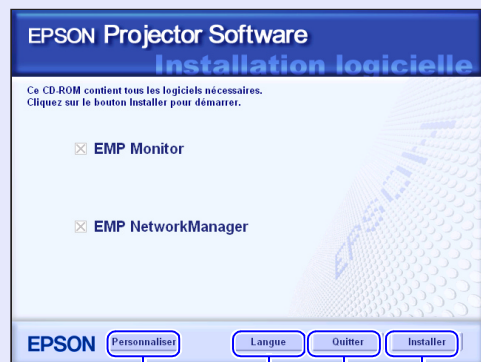 EPSON Projector Software
Installation logicielle
Ce CD-ROM contient tous les logiciels nécessaires.
Cliquez sur le bouton Installer pour démarrer.
EMP Monitor
EMP NetworkManager
EPSON
EPSON Personnaliser Langue Quitter Installer